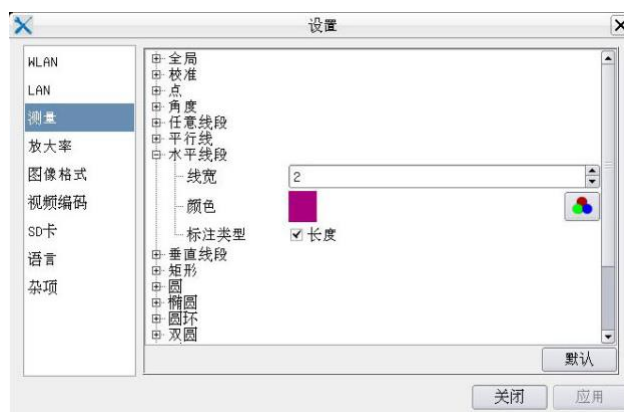 设置
WLAN
LAN
测量
放大率
图像格式
视频编码
SD卡
语言
杂项
全局
校准
点
角度
任意线段
平行线
水平线段
线宽 2
颜色
标注类型 长度
垂直线段
矩形
圆
椭圆
圆环
双圆
默认
关闭 应用